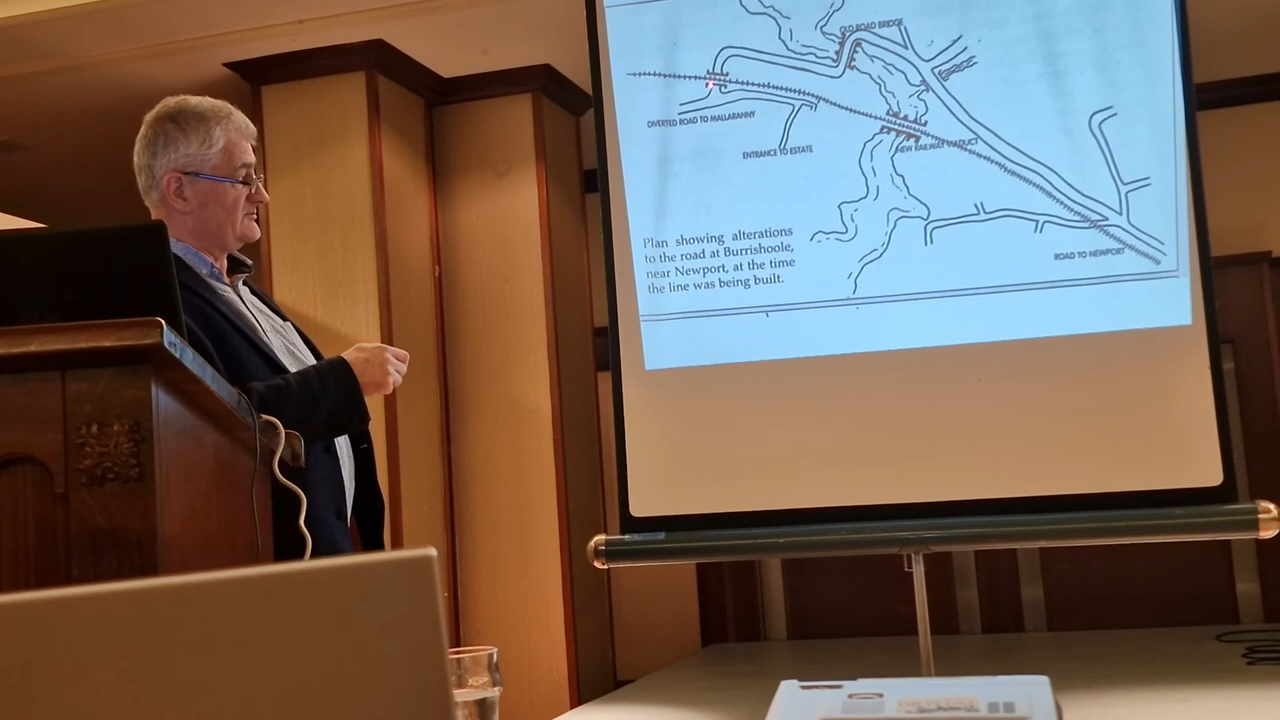 OLD ROAD BRIDGE
DIVERTED ROAD TO MALLARANNY
ENTRANCE TO ESTATE
NEW RAILWAY VIADUCT
ROAD TO NEWPORT
Plan showing alterations
to the road at Burrishoole,
near Newport, at the time
the line was being built.